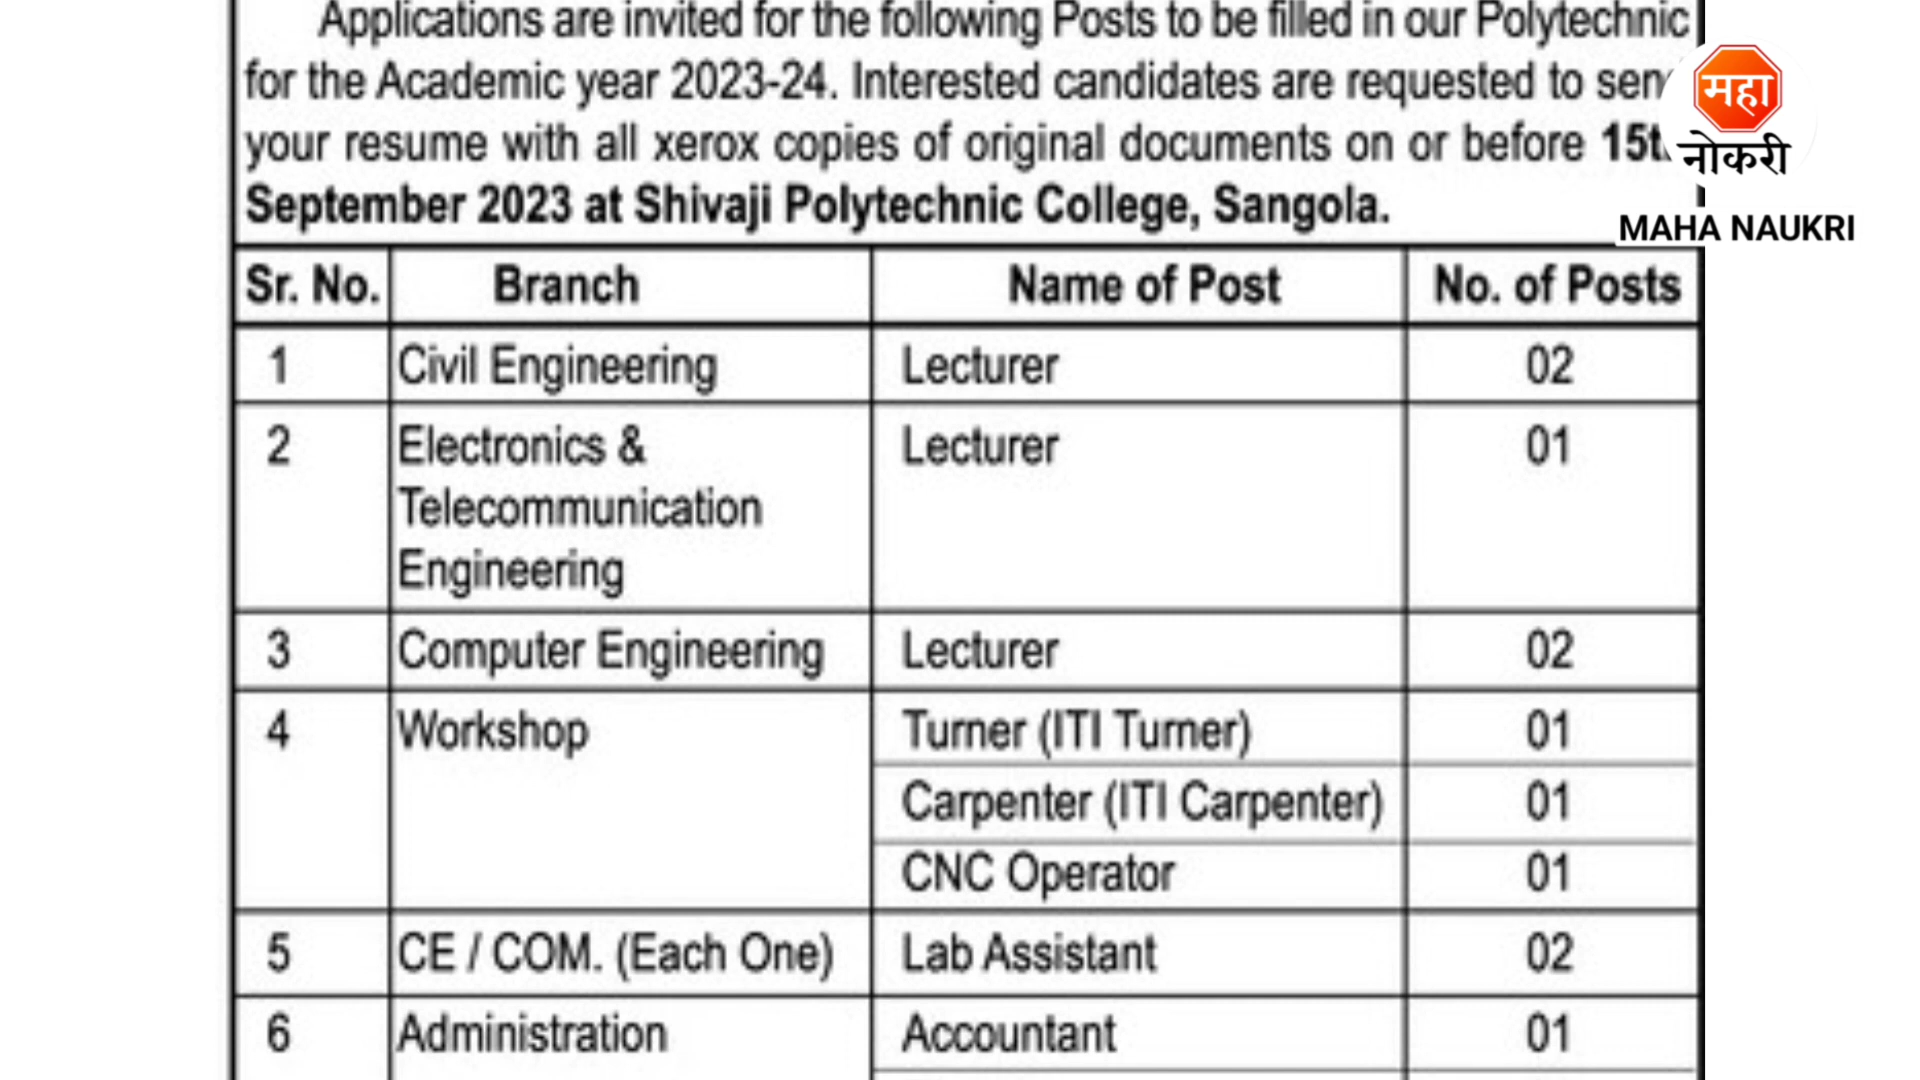 Applications are invited for the following Posts to be filled in our Polytechnic
for the Academic year 2023-24. Interested candidates are requested to sen
your resume with all xerox copies of original documents on or before 15t
September 2023 at Shivaji Polytechnic College, Sangola.
महा
नोकरी
MAHA NAUKRI
Sr. No. Branch Name of Post No. of Posts
1 Civil Engineering Lecturer 02
2 Electronics & Lecturer 01
Telecommunication
Engineering
3 Computer Engineering Lecturer 02
4 Workshop Turner (ITI Turner) 01
Carpenter (ITI Carpenter) 01
CNC Operator 01
5 CE / COM. (Each One) Lab Assistant 02
6 Administration Accountant 01